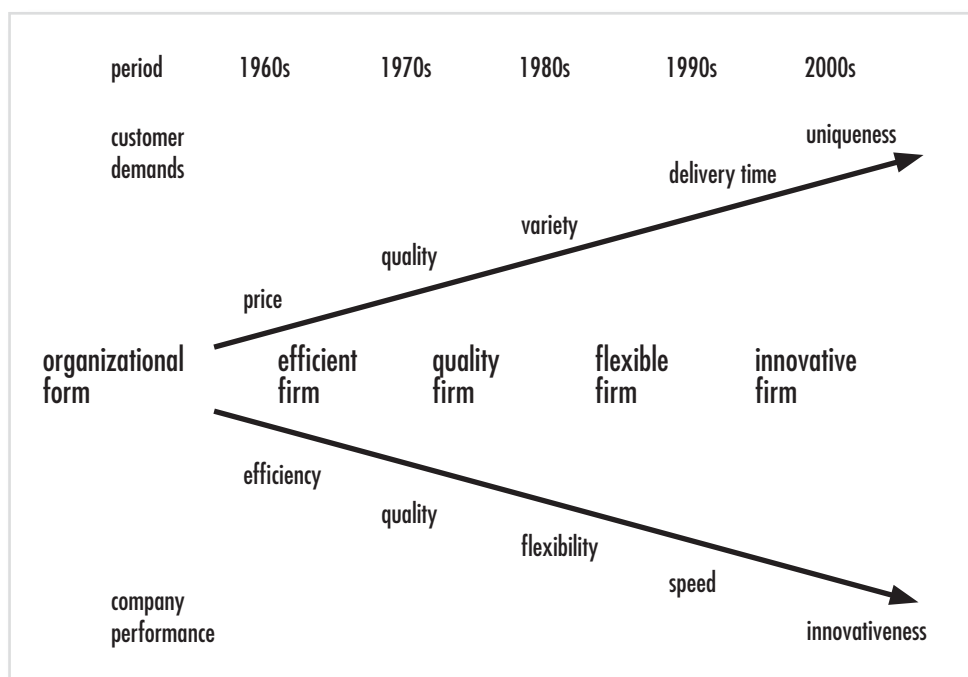 period 1960s 1970s 1980s 1990s 2000s
customer
demands
uniqueness
delivery time
variety
quality
price
organizational
form
efficient
firm
quality
firm
flexible
firm
innovative
firm
efficiency
quality
flexibility
speed
company
performance
innovativeness